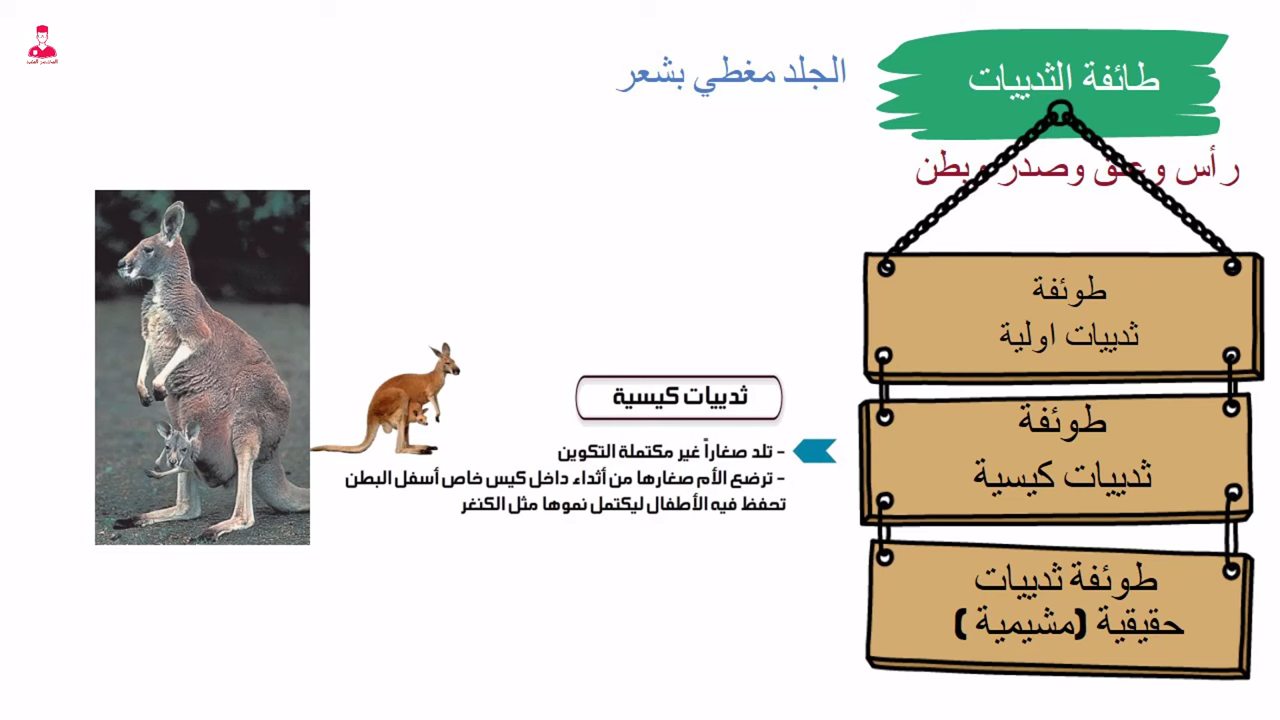 طائفة الثدييات
الجلد مغطي بشعر
رأس وعنق وصدر وبطن
طوئفة
ثدييات اولية
طوئفة
ثدييات كيسية
طوئفة ثدييات
حقيقية (مشيمية )
ثدييات كيسية
- تلد صغاراً غير مكتملة التكوين
- ترضع الأم صغارها من أثداء داخل كيس خاص أسفل البطن
تحفظ فيه الأطفال ليكتمل نموها مثل الكنغر